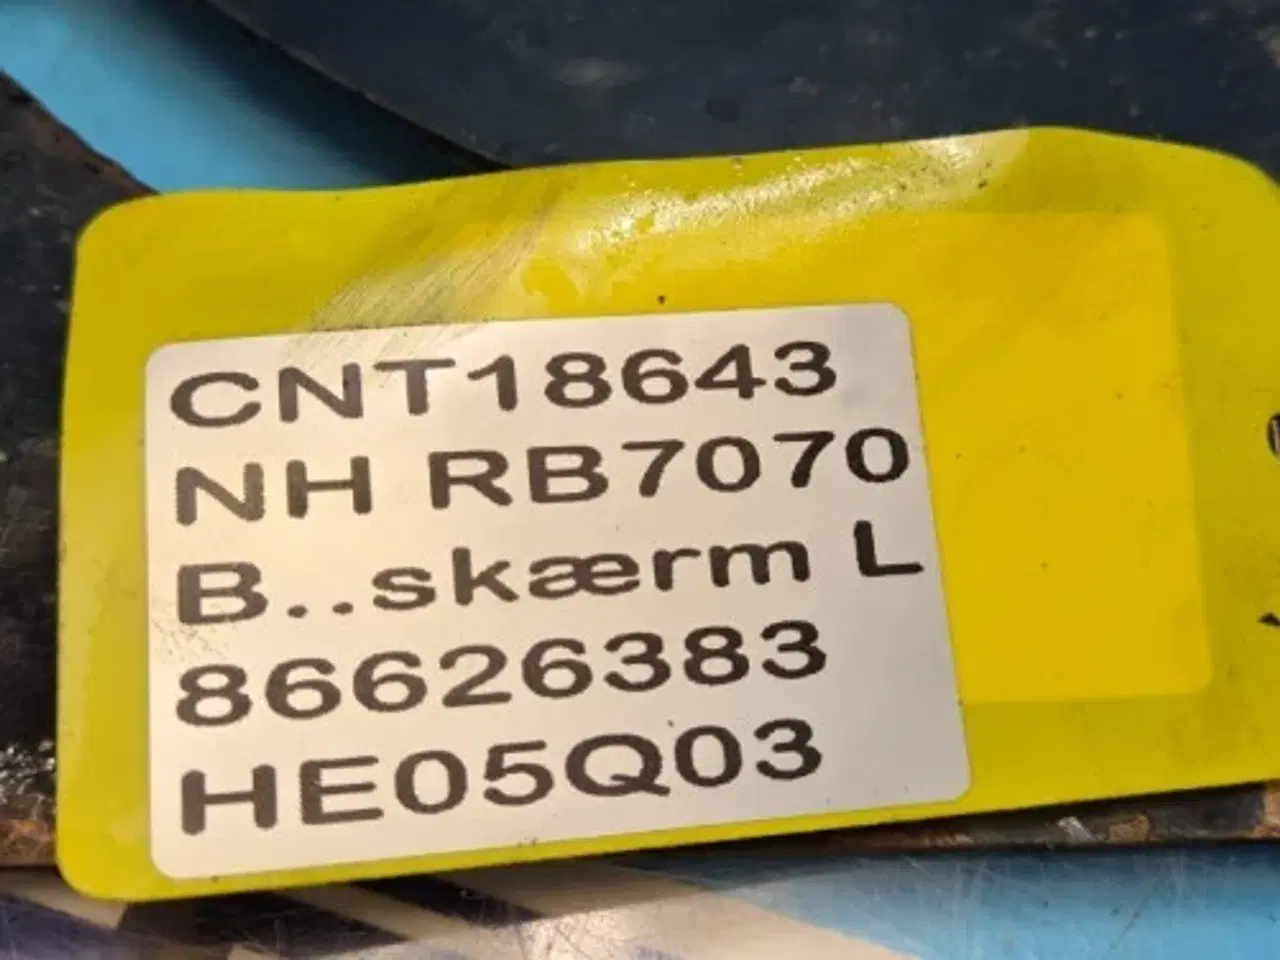 CNT18643
NH RB7070
B..skærm L
86626383
HE05Q03